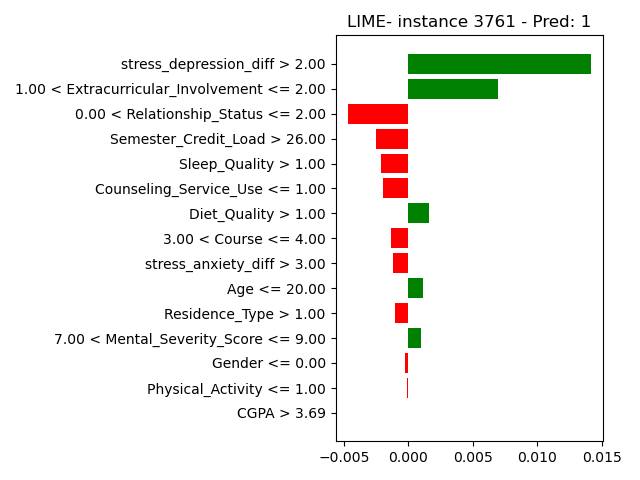 LIME- instance 3761 - Pred: 1
stress_depression_diff > 2.00
1.00 < Extracurricular_Involvement <= 2.00
0.00 < Relationship_Status <= 2.00
Semester_Credit_Load > 26.00
Sleep_Quality > 1.00
Counseling_Service_Use <= 1.00
Diet_Quality > 1.00
3.00 < Course <= 4.00
stress_anxiety_diff > 3.00
Age <= 20.00
Residence_Type > 1.00
7.00 < Mental_Severity_Score <= 9.00
Gender <= 0.00
Physical_Activity <= 1.00
CGPA > 3.69
−0.005 0.000 0.005 0.010 0.015